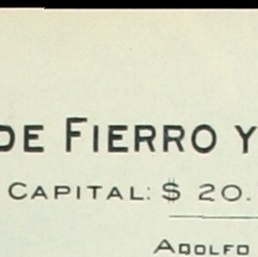 DE FIERRO Y
CAPITAL: $ 20.
ADOLFO